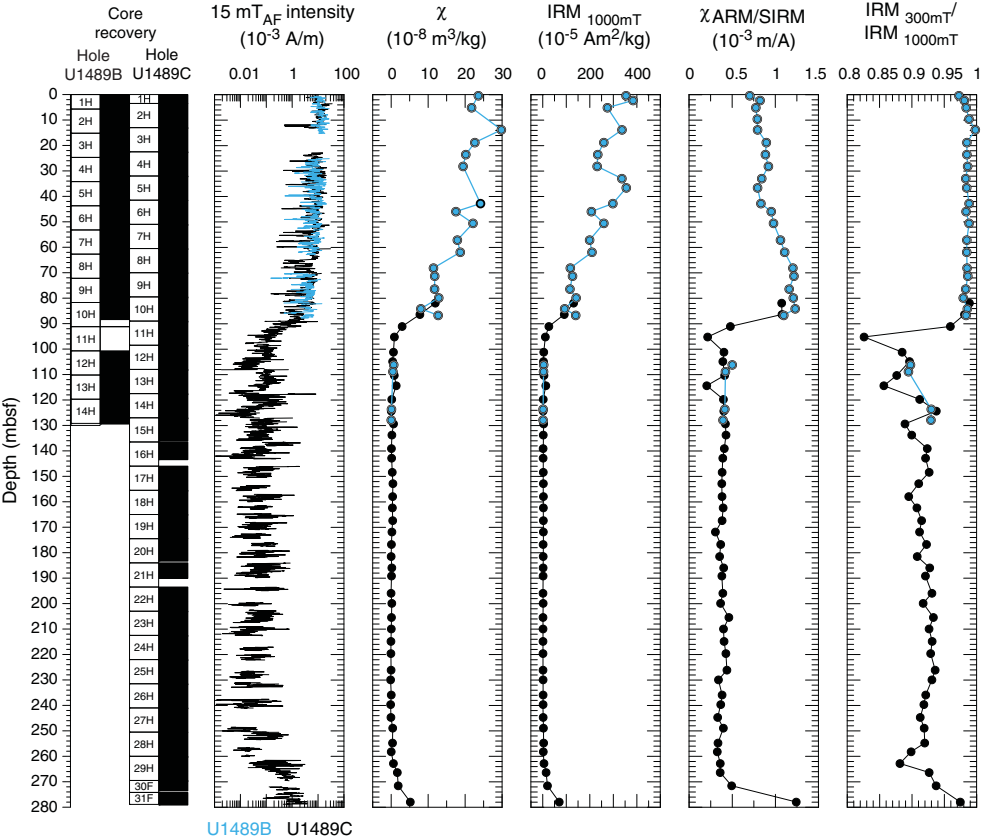 Core recovery
Hole U1489B
Hole U1489C
15 mT AF intensity
(10-3 A/m)
0.01 1 100
χ
(10-8 m3/kg)
0 10 20 30
IRM 1000mT
(10-5 Am2/kg)
0 200 400
χ ARM/SIRM
(10-3 m/A)
0 0.5 1 1.5
IRM 300mT/
IRM 1000mT
0.8 0.85 0.9 0.95 1
Depth (mbsf)
0
10
20
30
40
50
60
70
80
90
100
110
120
130
140
150
160
170
180
190
200
210
220
230
240
250
260
270
280
1H
2H
3H
4H
5H
6H
7H
8H
9H
10H
11H
12H
13H
14H
1H
2H
3H
4H
5H
6H
7H
8H
9H
10H
11H
12H
13H
14H
15H
16H
17H
18H
19H
20H
21H
22H
23H
24H
25H
26H
27H
28H
29H
30F
31F
U1489B U1489C